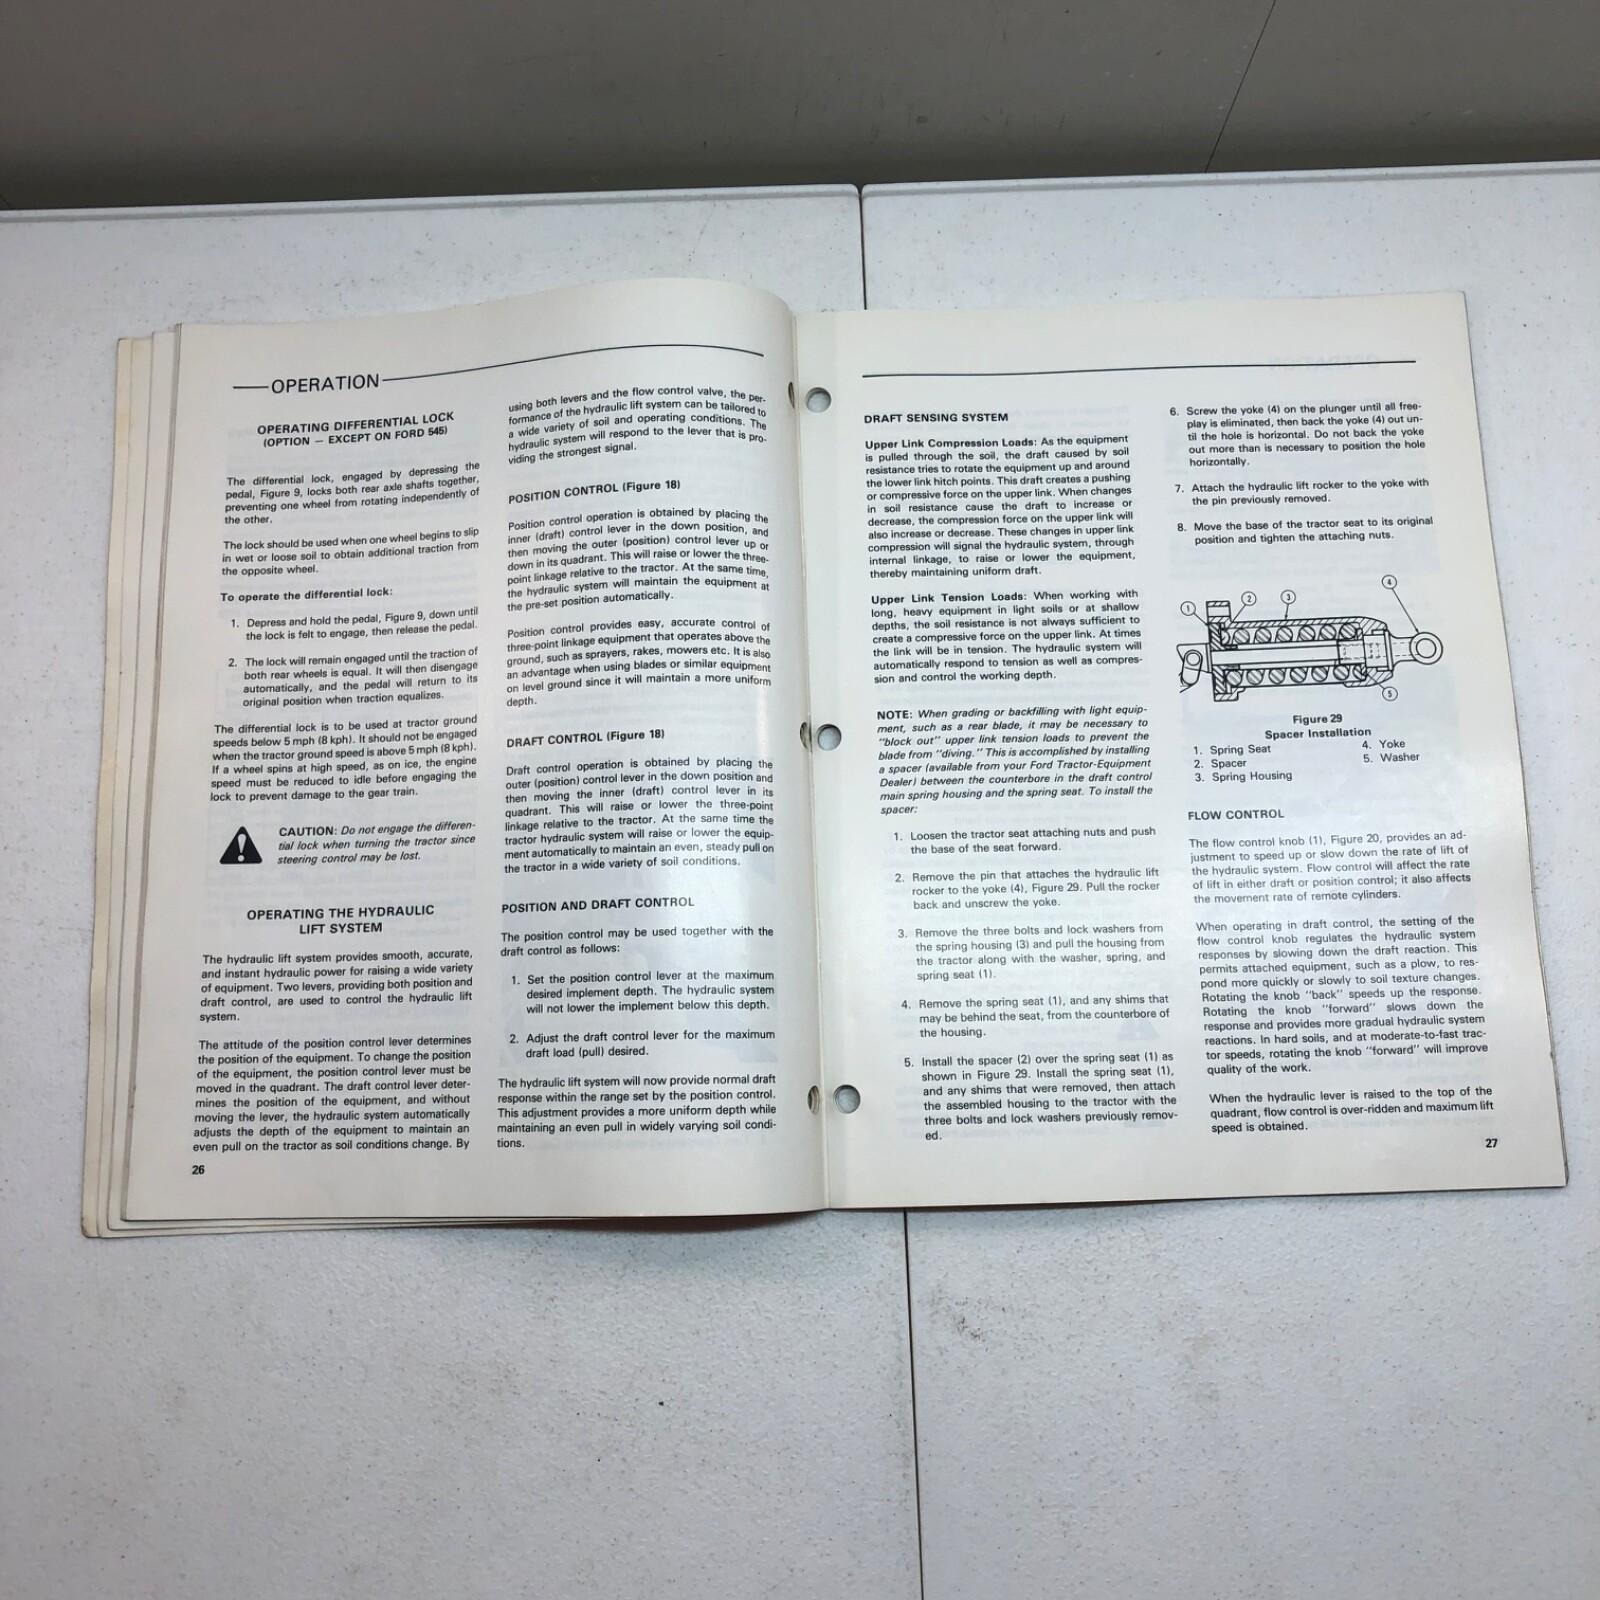 OPERATION
OPERATING DIFFERENTIAL LOCK
(OPTION — EXCEPT ON FORD 545)
The differential lock, engaged by depressing the
pedal, Figure 9, locks both rear axle shafts together,
preventing one wheel from rotating independently of
the other.
The lock should be used when one wheel begins to slip
in wet or loose soil to obtain additional traction from
the opposite wheel.
To operate the differential lock:
1. Depress and hold the pedal, Figure 9, down until
the lock is felt to engage, then release the pedal.
2. The lock will remain engaged until the traction of
both rear wheels is equal. It will then disengage
automatically, and the pedal will return to its
original position when traction equalizes.
The differential lock is to be used at tractor ground
speeds below 5 mph (8 kph). It should not be engaged
when the tractor ground speed is above 5 mph (8 kph).
If a wheel spins at high speed, as on ice, the engine
speed must be reduced to idle before engaging the
lock to prevent damage to the gear train.
CAUTION: Do not engage the differen-
tial lock when turning the tractor since
steering control may be lost.
OPERATING THE HYDRAULIC
LIFT SYSTEM
The hydraulic lift system provides smooth, accurate,
and instant hydraulic power for raising a wide variety
of equipment. Two levers, providing both position and
draft control, are used to control the hydraulic lift
system.
The attitude of the position control lever determines
the position of the equipment. To change the position
of the equipment, the position control lever must be
moved in the quadrant. The draft control lever deter-
mines the position of the equipment, and without
moving the lever, the hydraulic system automatically
adjusts the depth of the equipment to maintain an
even pull on the tractor as soil conditions change. By
26
using both levers and the flow control valve, the per-
formance of the hydraulic lift system can be tailored to
a wide variety of soil and operating conditions. The
hydraulic system will respond to the lever that is pro-
viding the strongest signal.
POSITION CONTROL (Figure 18)
Position control operation is obtained by placing the
inner (draft) control lever in the down position, and
then moving the outer (position) control lever up or
down in its quadrant. This will raise or lower the three-
point linkage relative to the tractor. At the same time,
the hydraulic system will maintain the equipment at
the pre-set position automatically.
Position control provides easy, accurate control of
three-point linkage equipment that operates above the
ground, such as sprayers, rakes, mowers etc. It is also
an advantage when using blades or similar equipment
on level ground since it will maintain a more uniform
depth.
DRAFT CONTROL (Figure 18)
Draft control operation is obtained by placing the
outer (position) control lever in the down position and
then moving the inner (draft) control lever in its
quadrant. This will raise or lower the three-point
linkage relative to the tractor. At the same time the
tractor hydraulic system will raise or lower the equip-
ment automatically to maintain an even, steady pull on
the tractor in a wide variety of soil conditions.
POSITION AND DRAFT CONTROL
The position control may be used together with the
draft control as follows:
1. Set the position control lever at the maximum
desired implement depth. The hydraulic system
will not lower the implement below this depth.
2. Adjust the draft control lever for the maximum
draft load (pull) desired.
The hydraulic lift system will now provide normal draft
response within the range set by the position control.
This adjustment provides a more uniform depth while
maintaining an even pull in widely varying soil condi-
tions.
DRAFT SENSING SYSTEM
Upper Link Compression Loads: As the equipment
is pulled through the soil, the draft caused by soil
resistance tries to rotate the equipment up and around
the lower link hitch points. This draft creates a pushing
or compressive force on the upper link. When changes
in soil resistance cause the draft to increase or
decrease, the compression force on the upper link will
also increase or decrease. These changes in upper link
compression will signal the hydraulic system, through
internal linkage, to raise or lower the equipment,
thereby maintaining uniform draft.
Upper Link Tension Loads: When working with
long, heavy equipment in light soils or at shallow
depths, the soil resistance is not always sufficient to
create a compressive force on the upper link. At times
the link will be in tension. The hydraulic system will
automatically respond to tension as well as compres-
sion and control the working depth.
NOTE: When grading or backfilling with light equip-
ment, such as a rear blade, it may be necessary to
"block out" upper link tension loads to prevent the
blade from "diving." This is accomplished by installing
a spacer (available from your Ford Tractor-Equipment
Dealer) between the counterbore in the draft control
main spring housing and the spring seat. To install the
spacer:
1. Loosen the tractor seat attaching nuts and push
the base of the seat forward.
2. Remove the pin that attaches the hydraulic lift
rocker to the yoke (4), Figure 29. Pull the rocker
back and unscrew the yoke.
3. Remove the three bolts and lock washers from
the spring housing (3) and pull the housing from
the tractor along with the washer, spring, and
spring seat (1).
4. Remove the spring seat (1), and any shims that
may be behind the seat, from the counterbore of
the housing.
5. Install the spacer (2) over the spring seat (1) as
shown in Figure 29. Install the spring seat (1),
and any shims that were removed, then attach
the assembled housing to the tractor with the
three bolts and lock washers previously remov-
ed.
6. Screw the yoke (4) on the plunger until all free-
play is eliminated, then back the yoke (4) out un-
til the hole is horizontal. Do not back the yoke
out more than is necessary to position the hole
horizontally.
7. Attach the hydraulic lift rocker to the yoke with
the pin previously removed.
8. Move the base of the tractor seat to its original
position and tighten the attaching nuts.
1
2
3
4
5
Figure 29
Spacer Installation
1. Spring Seat
2. Spacer
3. Spring Housing
4. Yoke
5. Washer
FLOW CONTROL
The flow control knob (1), Figure 20, provides an ad-
justment to speed up or slow down the rate of lift of
the hydraulic system. Flow control will affect the rate
of lift in either draft or position control; it also affects
the movement rate of remote cylinders.
When operating in draft control, the setting of the
flow control knob regulates the hydraulic system
responses by slowing down the draft reaction. This
permits attached equipment, such as a plow, to res-
pond more quickly or slowly to soil texture changes.
Rotating the knob "back" speeds up the response.
Rotating the knob "forward" slows down the
response and provides more gradual hydraulic system
reactions. In hard soils, and at moderate-to-fast trac-
tor speeds, rotating the knob "forward" will improve
quality of the work.
When the hydraulic lever is raised to the top of the
quadrant, flow control is over-ridden and maximum lift
speed is obtained.
27